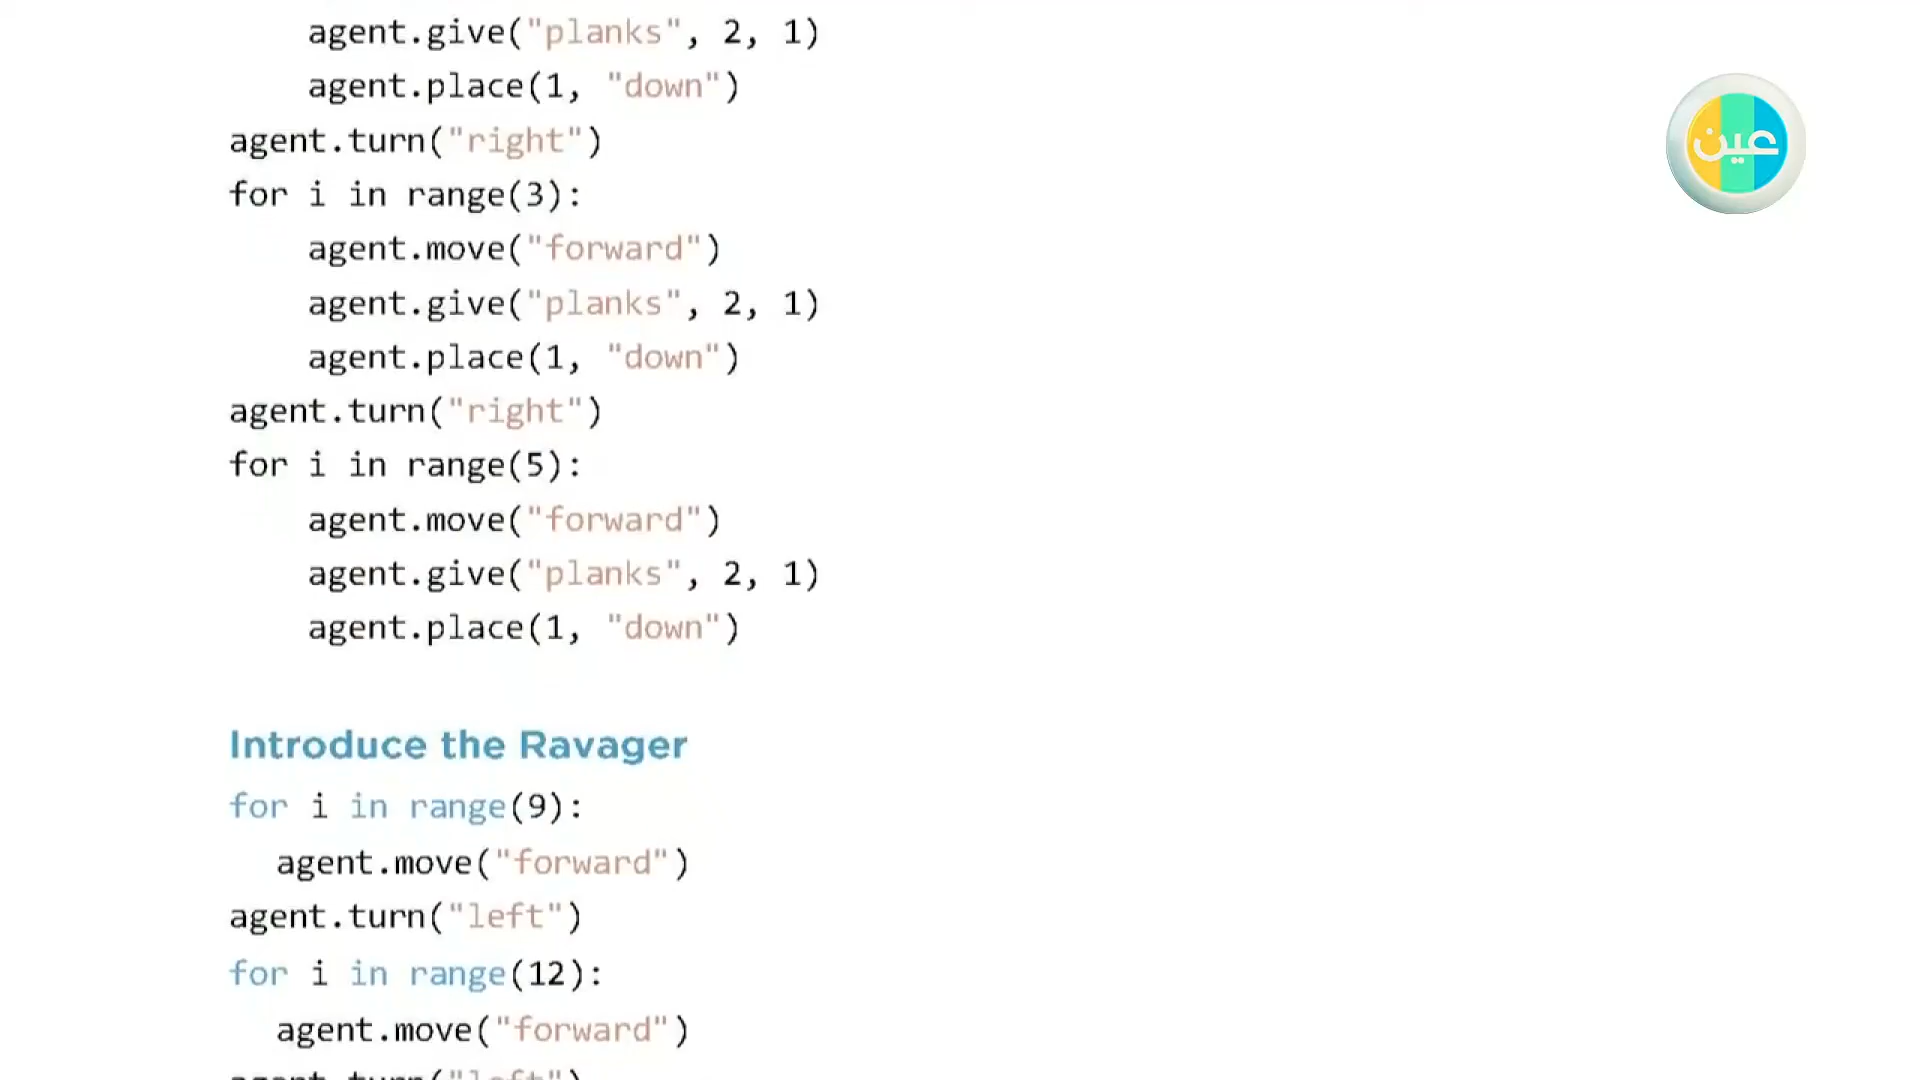 agent.give("planks", 2, 1)
agent.place(1, "down")
agent.turn("right")
for i in range(3):
agent.move("forward")
agent.give("planks", 2, 1)
agent.place(1, "down")
agent.turn("right")
for i in range(5):
agent.move("forward")
agent.give("planks", 2, 1)
agent.place(1, "down")
Introduce the Ravager
for i in range(9):
agent.move("forward")
agent.turn("left")
for i in range(12):
agent.move("forward")
agent.turn("left")
عين